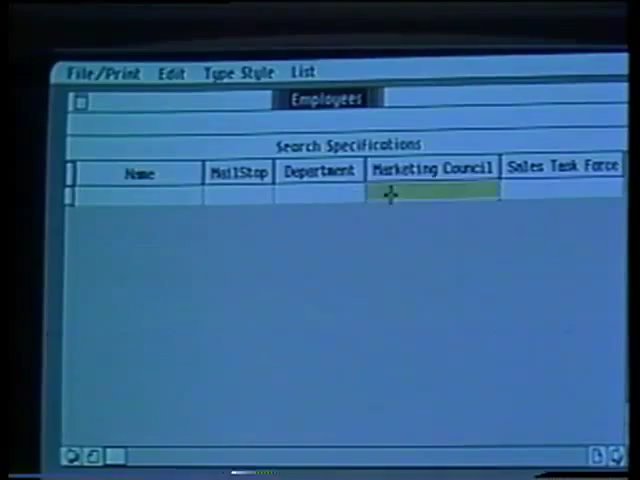 File/Print Edit Type Style List
Employees
Search Specifications
Name MailStop Department Marketing Council Sales Task Force